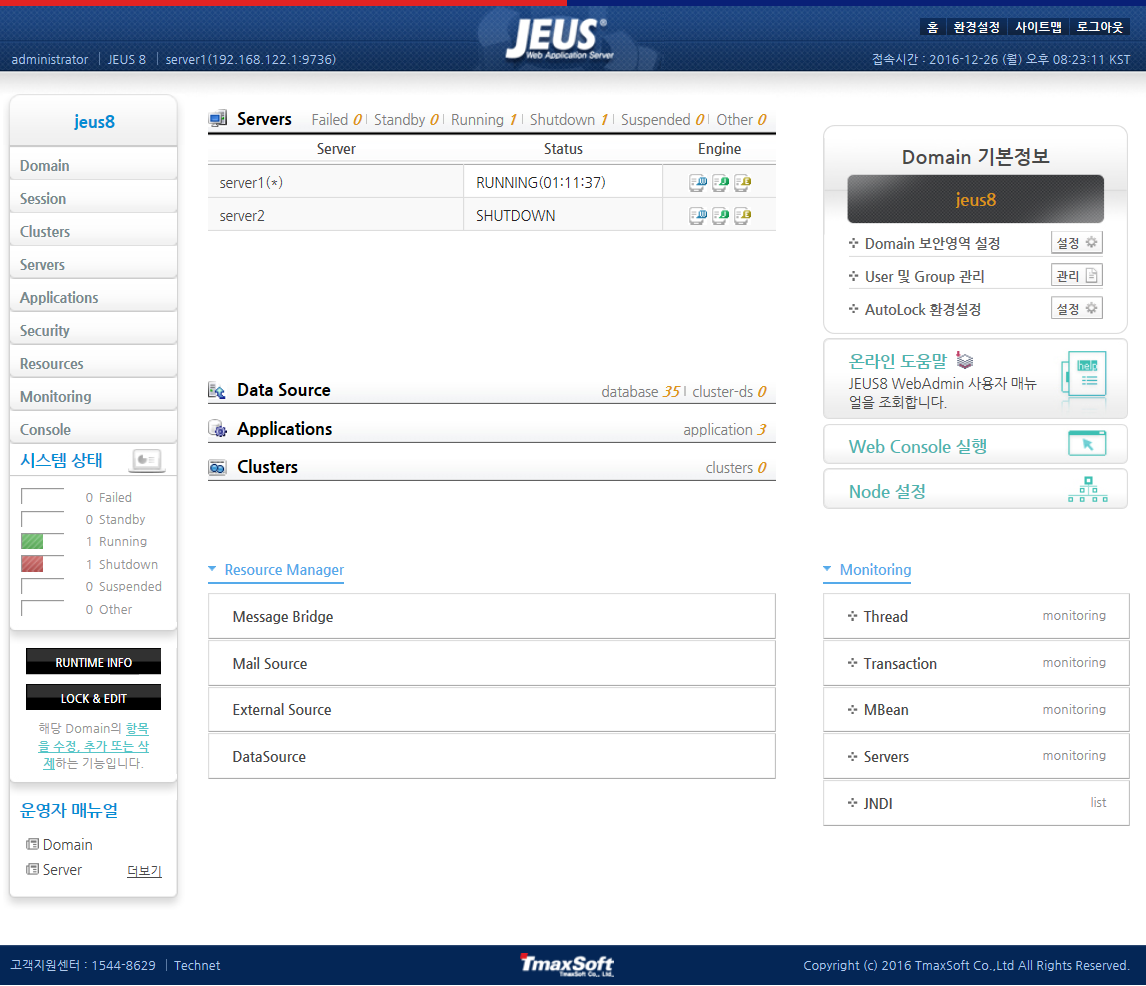 JEUS®
Web Application Server
홈 환경설정 사이트맵 로그아웃
administrator JEUS 8 server1(192.168.122.1:9736)
접속시간 : 2016-12-26 (월) 오후 08:23:11 KST
jeus8
Domain
Session
Clusters
Servers
Applications
Security
Resources
Monitoring
Console
시스템 상태
0 Failed
0 Standby
1 Running
1 Shutdown
0 Suspended
0 Other
RUNTIME INFO
LOCK & EDIT
해당 Domain의 항목
을 수정, 추가 또는 삭
제하는 기능입니다.
운영자 매뉴얼
Domain
Server 더보기
Servers Failed 0 Standby 0 Running 1 Shutdown 1 Suspended 0 Other 0
Server Status Engine
server1(*) RUNNING(01:11:37)
server2 SHUTDOWN
Data Source database 35 cluster-ds 0
Applications application 3
Clusters clusters 0
Resource Manager
Message Bridge
Mail Source
External Source
DataSource
Domain 기본정보
jeus8
Domain 보안영역 설정 설정
User 및 Group 관리 관리
AutoLock 환경설정 설정
온라인 도움말
help
JEUS8 WebAdmin 사용자 매뉴
얼을 조회합니다.
Web Console 실행
Node 설정
Monitoring
Thread monitoring
Transaction monitoring
MBean monitoring
Servers monitoring
JNDI list
고객지원센터 : 1544-8629 Technet
TmaxSoft
TmaxSoft Co., Ltd.
Copyright (c) 2016 TmaxSoft Co.,Ltd All Rights Reserved.